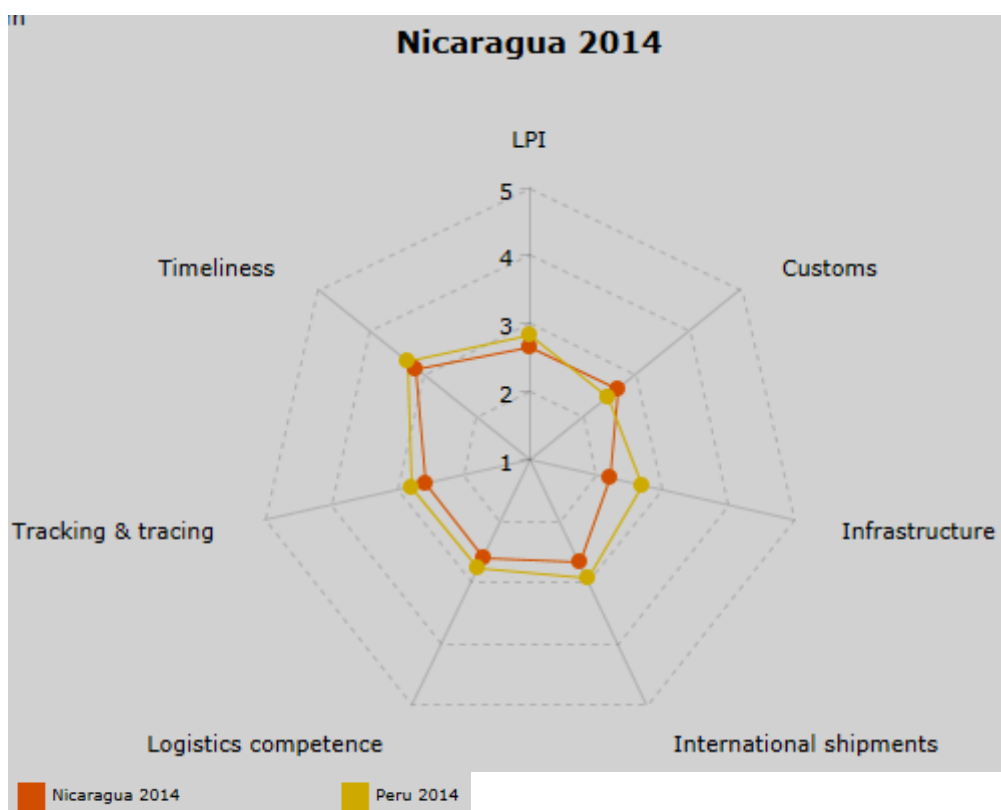 Nicaragua 2014
LPI
5
4
3
2
1
Timeliness
Customs
Tracking & tracing
Infrastructure
Logistics competence
International shipments
Nicaragua 2014
Peru 2014